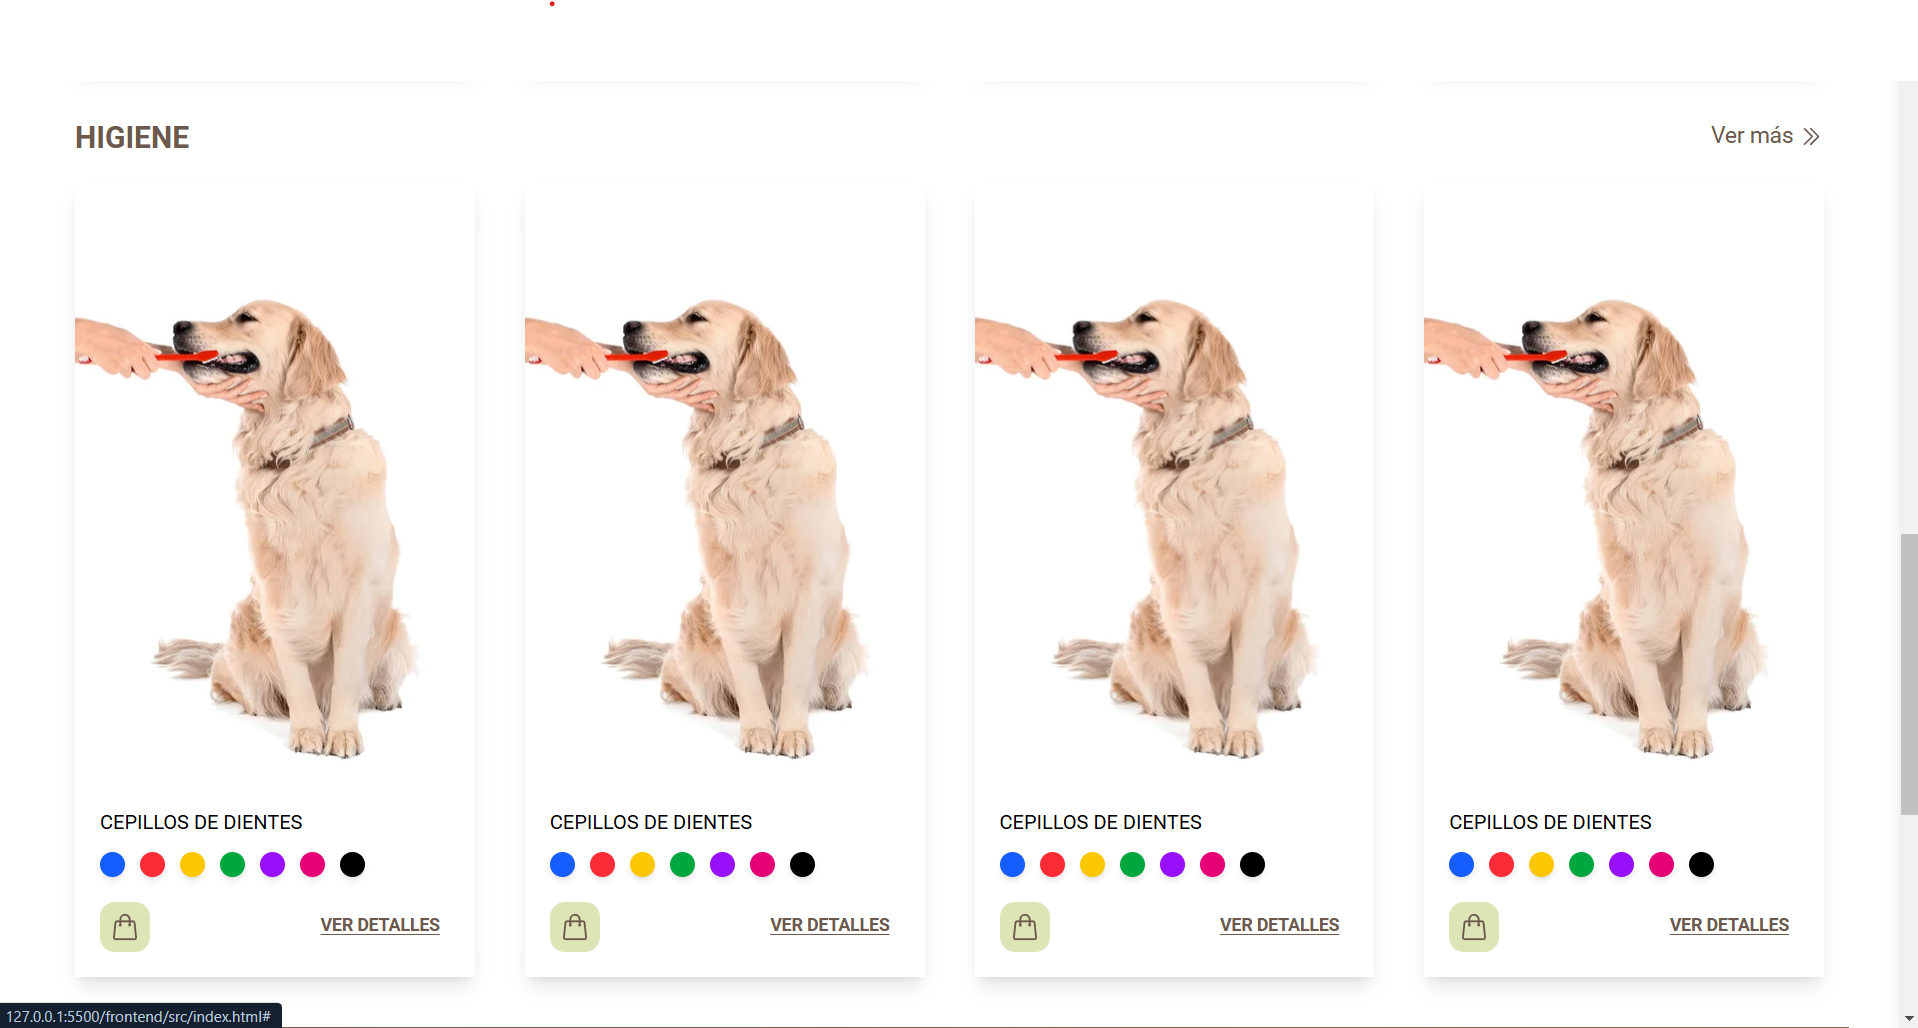 HIGIENE
Ver más
CEPILLOS DE DIENTES
VER DETALLES
CEPILLOS DE DIENTES
VER DETALLES
CEPILLOS DE DIENTES
VER DETALLES
CEPILLOS DE DIENTES
VER DETALLES
127.0.0.1:5500/frontend/src/index.html#